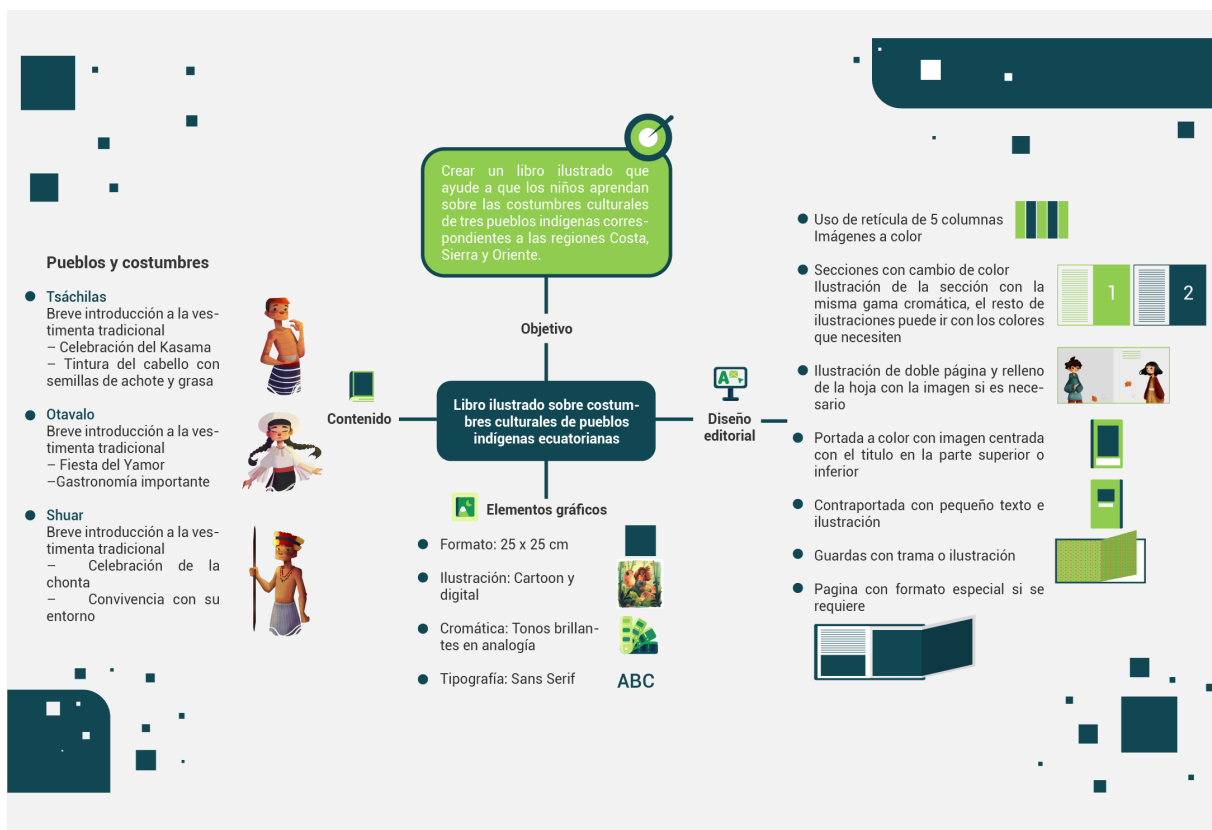 Crear un libro ilustrado que
ayude a que los niños aprendan
sobre las costumbres culturales
de tres pueblos indígenas corres-
pondientes a las regiones Costa,
Sierra y Oriente.
Objetivo
Libro ilustrado sobre costum-
bres culturales de pueblos
indígenas ecuatorianas
Contenido
Pueblos y costumbres
Tsáchilas
Breve introducción a la ves-
timenta tradicional
– Celebración del Kasama
– Tintura del cabello con
semillas de achote y grasa
Otavalo
Breve introducción a la ves-
timenta tradicional
– Fiesta del Yamor
–Gastronomía importante
Shuar
Breve introducción a la ves-
timenta tradicional
– Celebración de la
chonta
– Convivencia con su
entorno
Elementos gráficos
Formato: 25 x 25 cm
Ilustración: Cartoon y
digital
Cromática: Tonos brillan-
tes en analogía
Tipografía: Sans Serif
ABC
A
Diseño
editorial
Uso de retícula de 5 columnas
Imágenes a color
Secciones con cambio de color
Ilustración de la sección con la
misma gama cromática, el resto de
ilustraciones puede ir con los colores
que necesiten
1
2
Ilustración de doble página y relleno
de la hoja con la imagen si es nece-
sario
Portada a color con imagen centrada
con el titulo en la parte superior o
inferior
Contraportada con pequeño texto e
ilustración
Guardas con trama o ilustración
Pagina con formato especial si se
requiere